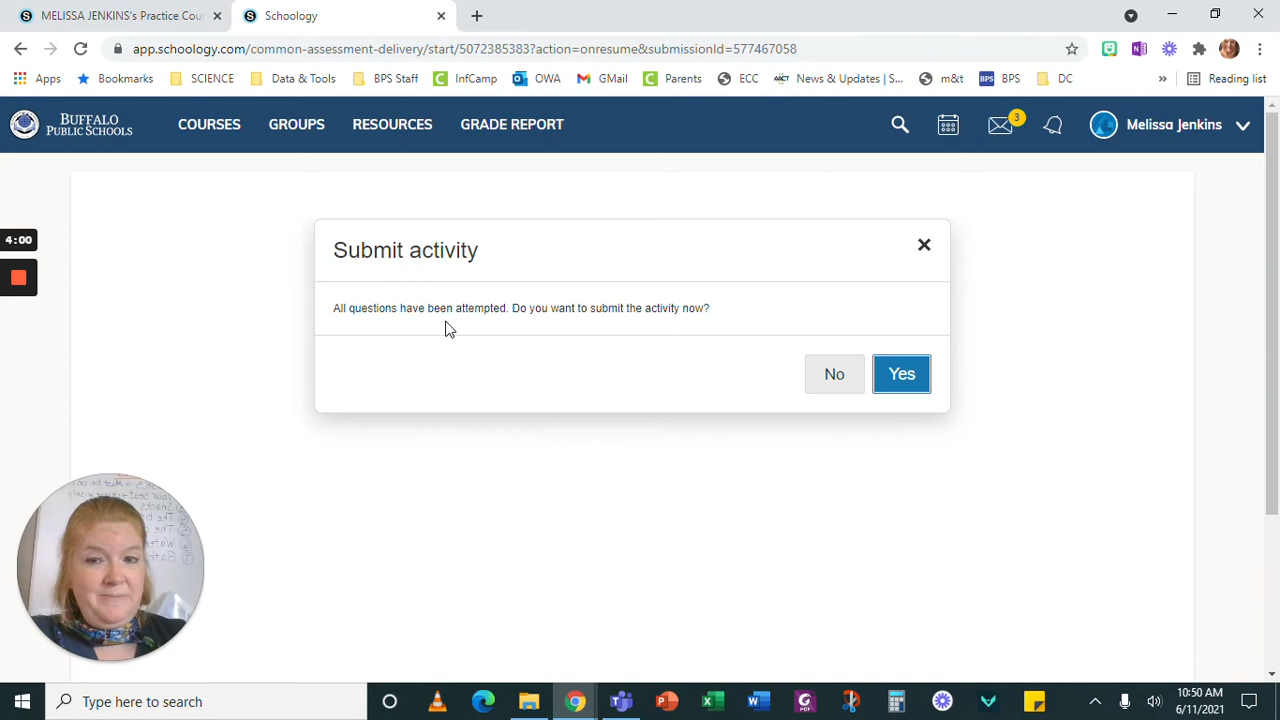 MELISSA JENKINS's Practice Cou
Schoology
app.schoology.com/common-assessment-delivery/start/5072385383?action=onresume&submissionId=577467058
Apps Bookmarks SCIENCE Data & Tools BPS Staff InfCamp OWA GMail Parents ECC News & Updates | S... m&t BPS DC » Reading list
BUFFALO
PUBLIC SCHOOLS
COURSES GROUPS RESOURCES GRADE REPORT 3 Melissa Jenkins
4:00
Submit activity
All questions have been attempted. Do you want to submit the activity now?
No Yes
Type here to search
10:50 AM
6/11/2021